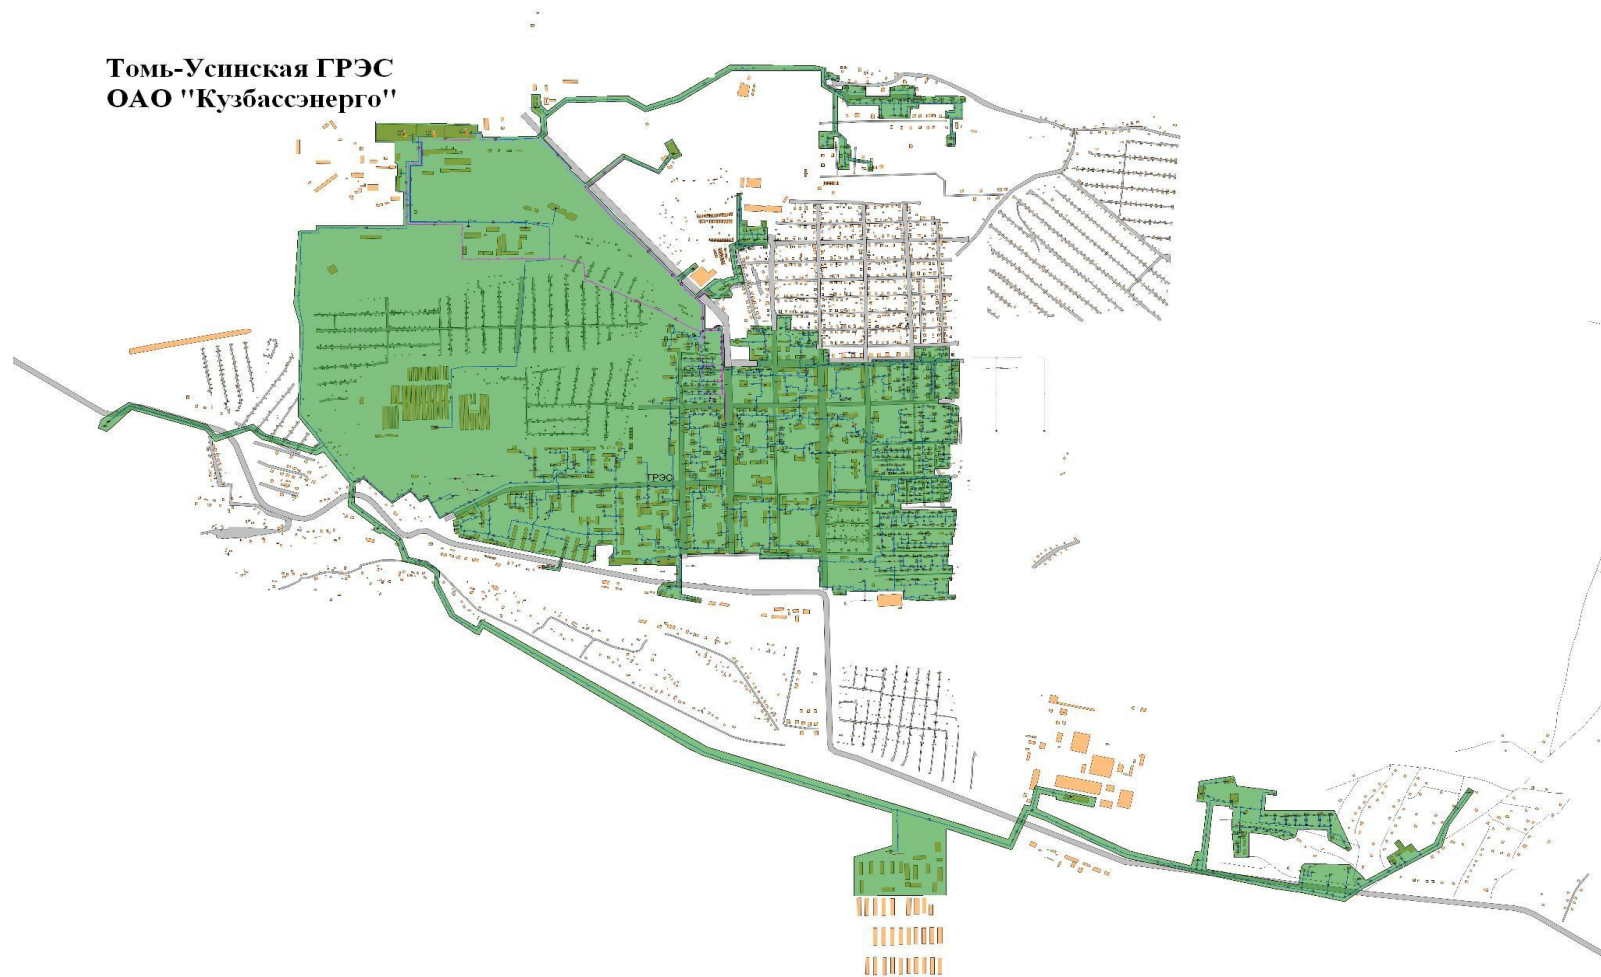 Томь-Усинская ГРЭС
ОАО "Кузбассэнерго"
ГРЭС